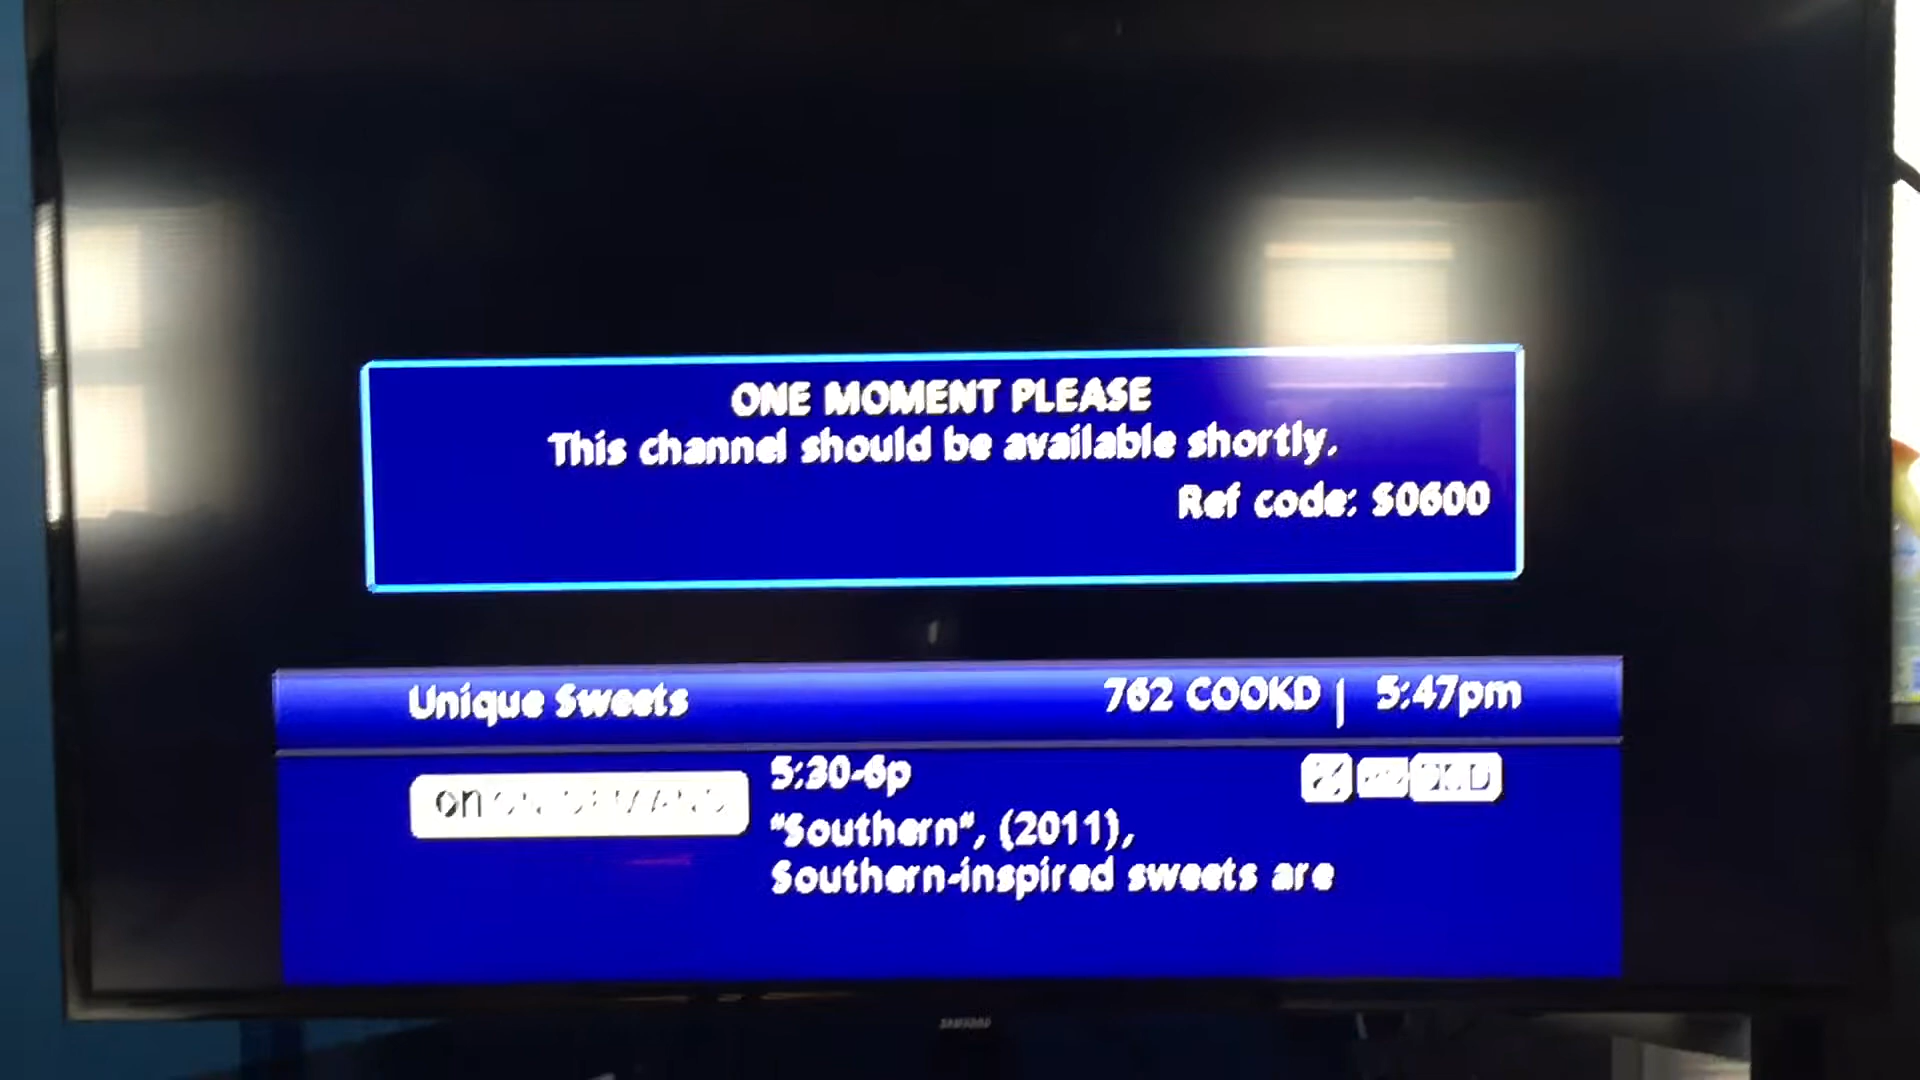 ONE MOMENT PLEASE
This channel should be available shortly.
Ref code: S0600
Unique Sweets
762 COOKD | 5:47pm
on
5:30-6p
"Southern", (2011),
Southern-inspired sweets are
SAMSUNG